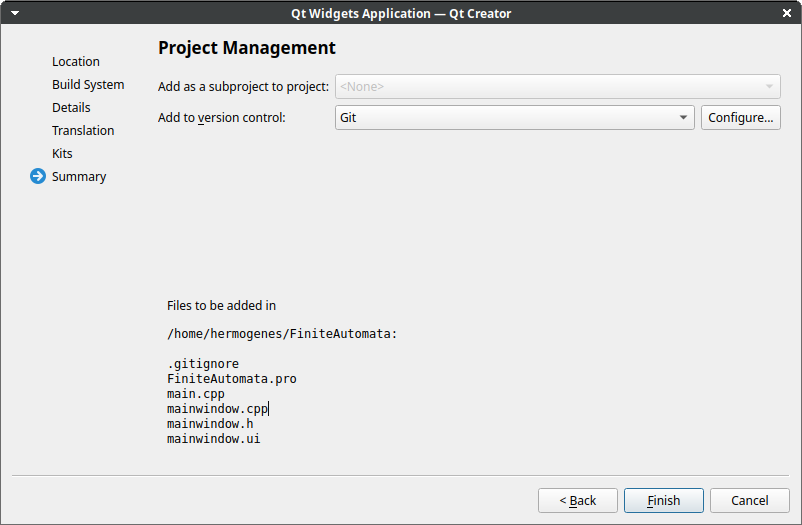 Qt Widgets Application — Qt Creator
Location
Build System
Details
Translation
Kits
Summary
Project Management
Add as a subproject to project:
<None>
Add to version control:
Git
Configure...
Files to be added in
/home/hermogenes/FiniteAutomata:
.gitignore
FiniteAutomata.pro
main.cpp
mainwindow.cpp
mainwindow.h
mainwindow.ui
< Back
Finish
Cancel